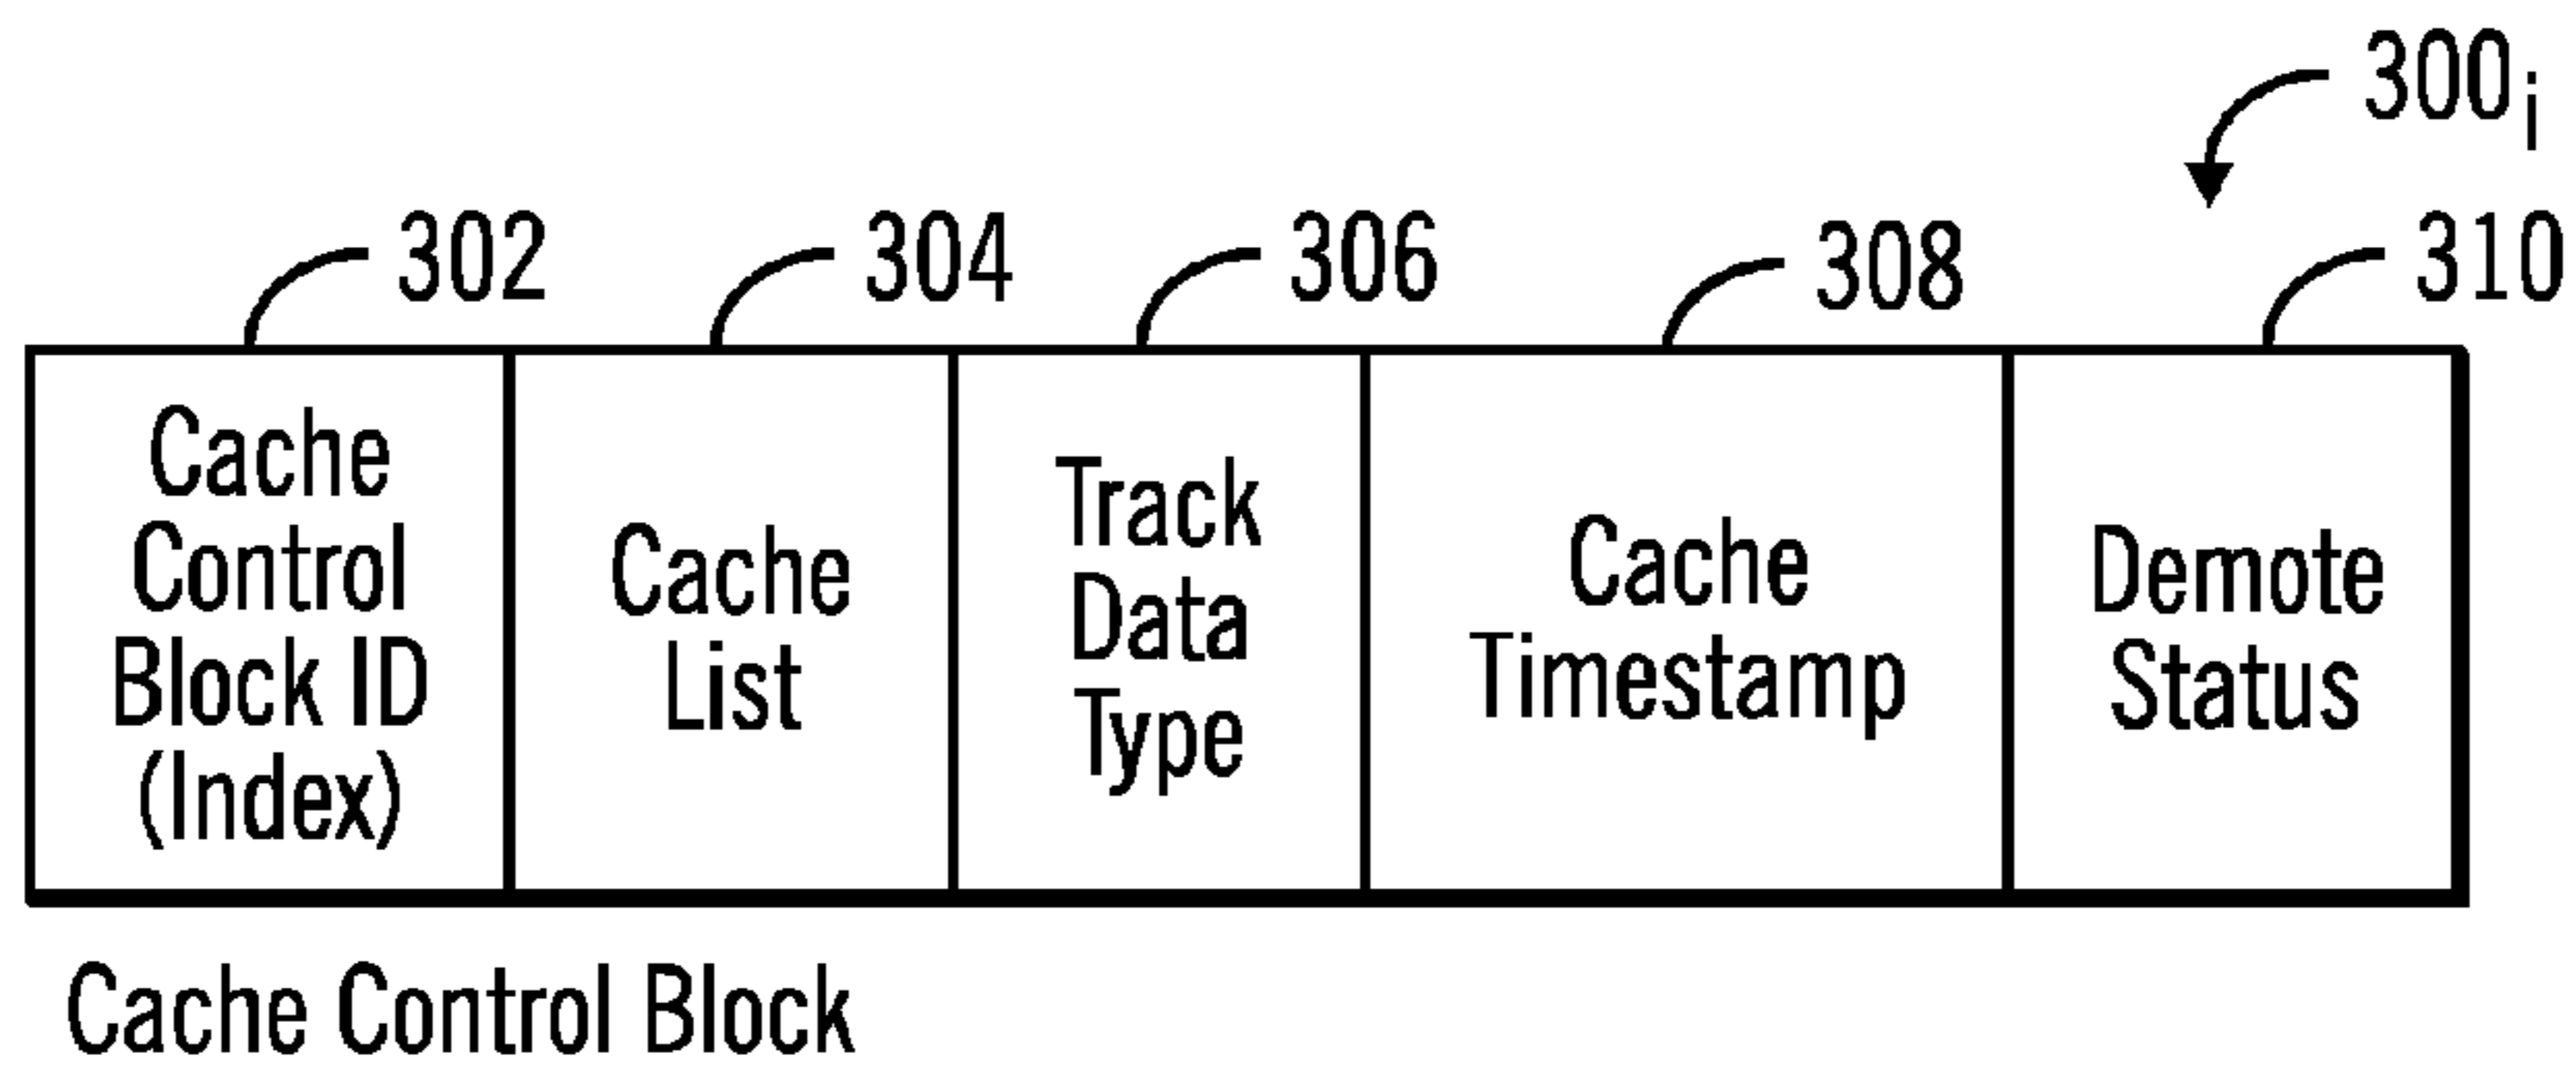 300i
302 304 306 308 310
Cache
Control
Block ID
(Index)
Cache
List
Track
Data
Type
Cache
Timestamp
Demote
Status
Cache Control Block